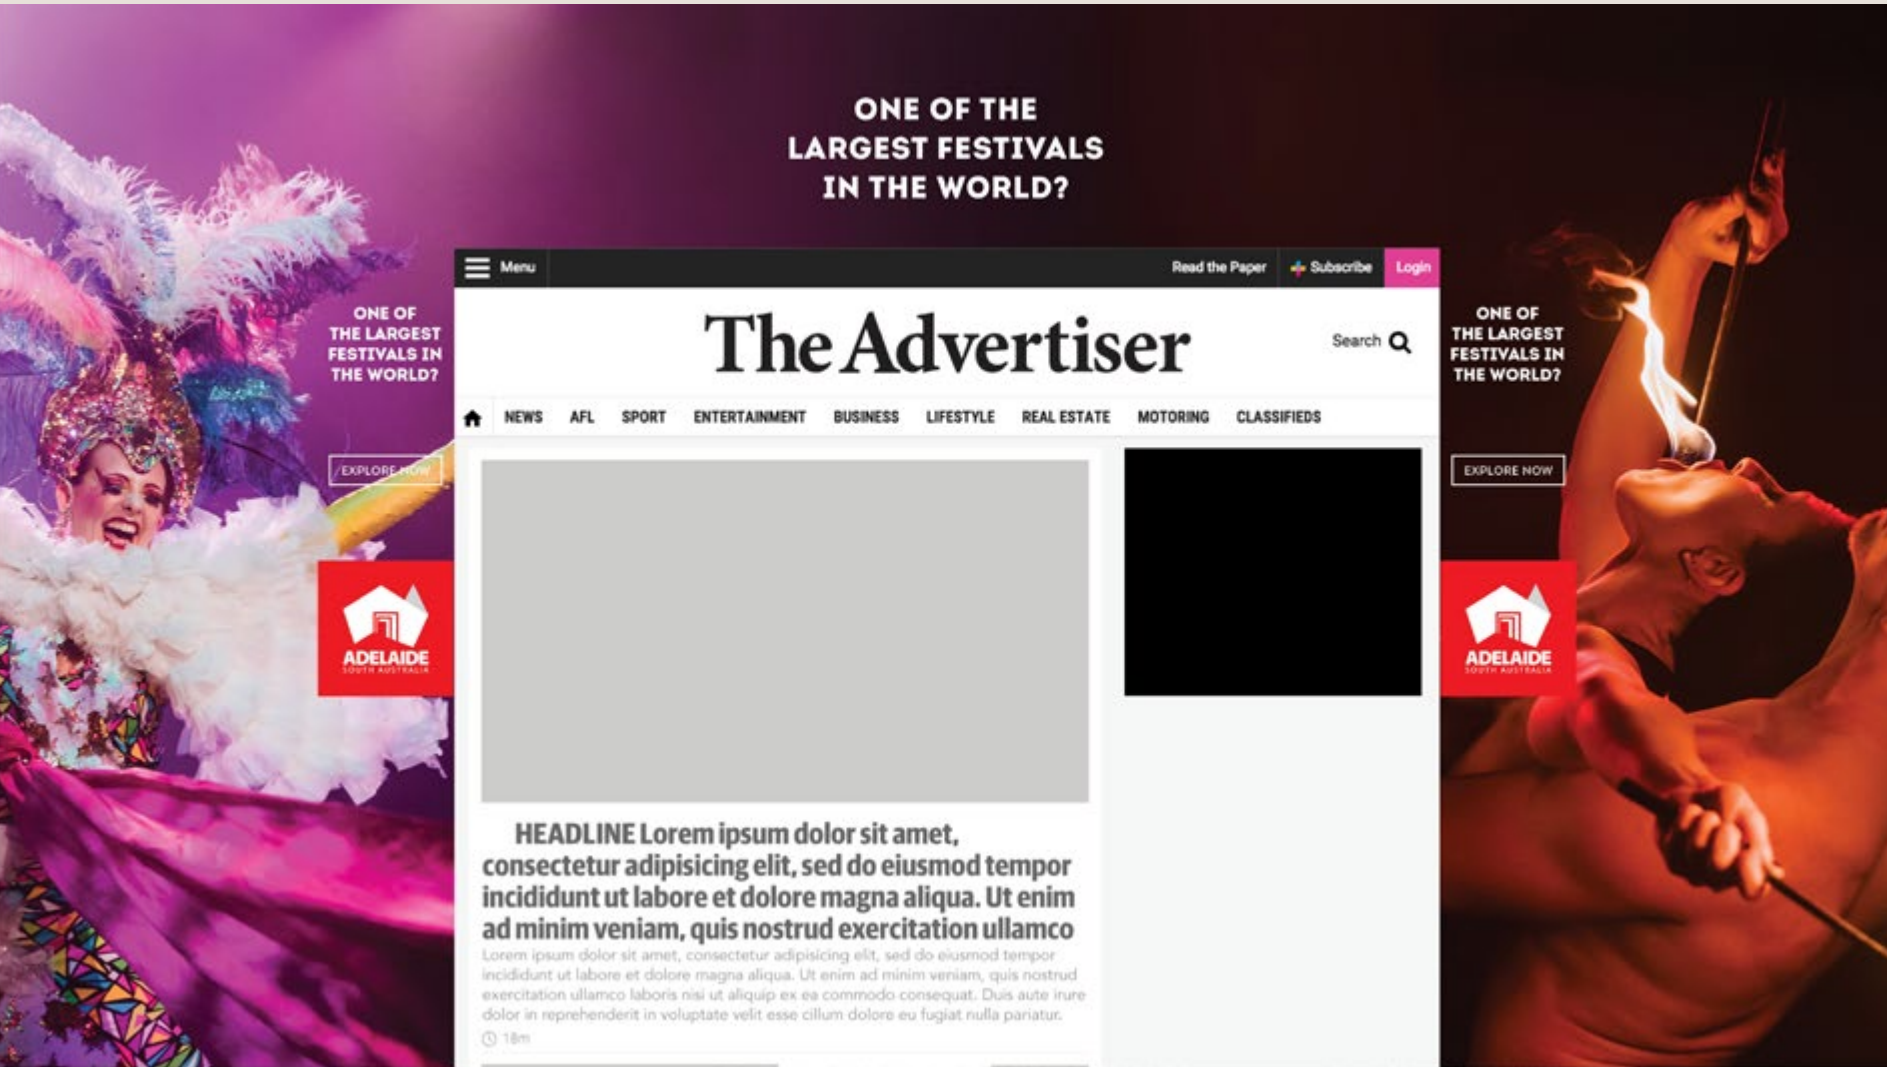 ONE OF THE
LARGEST FESTIVALS
IN THE WORLD?
Menu
Read the Paper
Subscribe
Login
ONE OF
THE LARGEST
FESTIVALS IN
THE WORLD?
EXPLORE NOW
ADELAIDE
SOUTH AUSTRALIA
The Advertiser
Search
NEWS AFL SPORT ENTERTAINMENT BUSINESS LIFESTYLE REAL ESTATE MOTORING CLASSIFIEDS
HEADLINE Lorem ipsum dolor sit amet,
consectetur adipisicing elit, sed do eiusmod tempor
incididunt ut labore et dolore magna aliqua. Ut enim
ad minim veniam, quis nostrud exercitation ullamco
Lorem ipsum dolor sit amet, consectetur adipisicing elit, sed do eiusmod tempor
incididunt ut labore et dolore magna aliqua. Ut enim ad minim veniam, quis nostrud
exercitation ullamco laboris nisi ut aliquip ex ea commodo consequat. Duis aute irure
dolor in reprehenderit in voluptate velit esse cillum dolore eu fugiat nulla pariatur.
18m
ONE OF
THE LARGEST
FESTIVALS IN
THE WORLD?
EXPLORE NOW
ADELAIDE
SOUTH AUSTRALIA